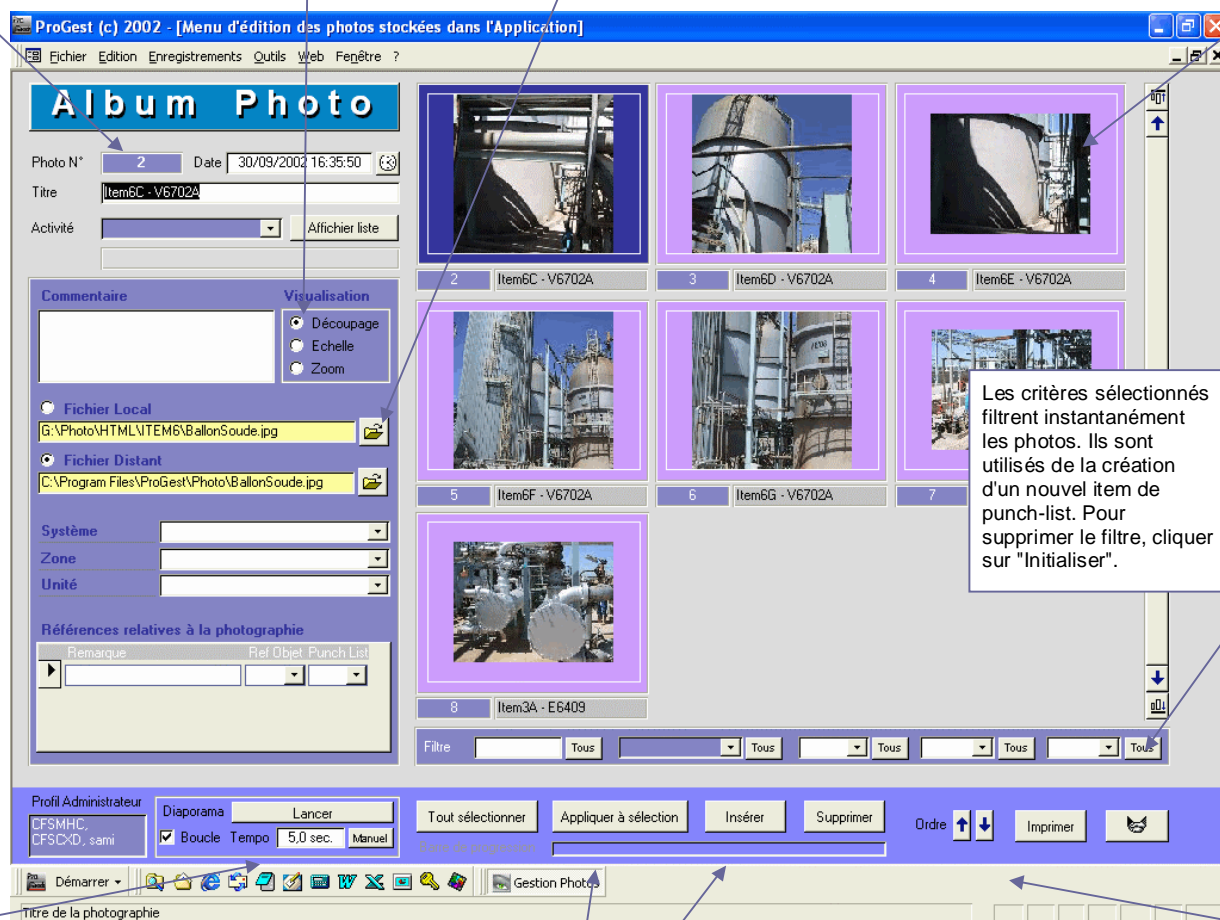 ProGest (c) 2002 - [Menu d'édition des photos stockées dans l'Application]
Fichier Edition Enregistrements Outils Web Fenêtre ?
Album Photo
Photo N° 2 Date 30/09/2002 16:35:50
Titre Item6C - V6702A
Activité Affichier liste
Commentaire Visualisation
Découpage
Echelle
Zoom
Fichier Local
G:\Photo\HTML\ITEM6\BallonSoude.jpg
Fichier Distant
C:\Program Files\ProGest\Photo\BallonSoude.jpg
Système
Zone
Unité
Références relatives à la photographie
Remarque Ref Objet Punch List
2 Item6C - V6702A 3 Item6D - V6702A 4 Item6E - V6702A
5 Item6F - V6702A 6 Item6G - V6702A 7
8 Item3A - E6409
Les critères sélectionnés
filtrent instantanément
les photos. Ils sont
utilisés de la création
d'un nouvel item de
punch-list. Pour
supprimer le filtre, cliquer
sur "Initialiser".
Filtre Tous Tous Tous Tous Tous
Profil Administrateur
CFSMHC,
CFSCXD, sami
Diaporama Lancer
Boucle Tempo 5,0 sec. Manuel
Tout sélectionner Appliquer à sélection Insérer Supprimer Ordre Imprimer
Démarrer Gestion Photos
Titre de la photographie